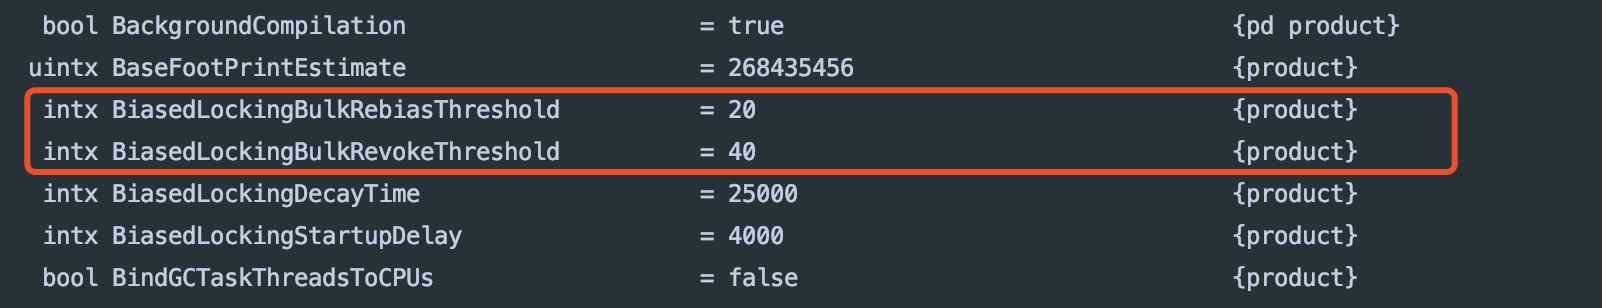 bool BackgroundCompilation = true {pd product}
uintx BaseFootPrintEstimate = 268435456 {product}
intx BiasedLockingBulkRebiasThreshold = 20 {product}
intx BiasedLockingBulkRevokeThreshold = 40 {product}
intx BiasedLockingDecayTime = 25000 {product}
intx BiasedLockingStartupDelay = 4000 {product}
bool BindGCTaskThreadsToCPUs = false {product}